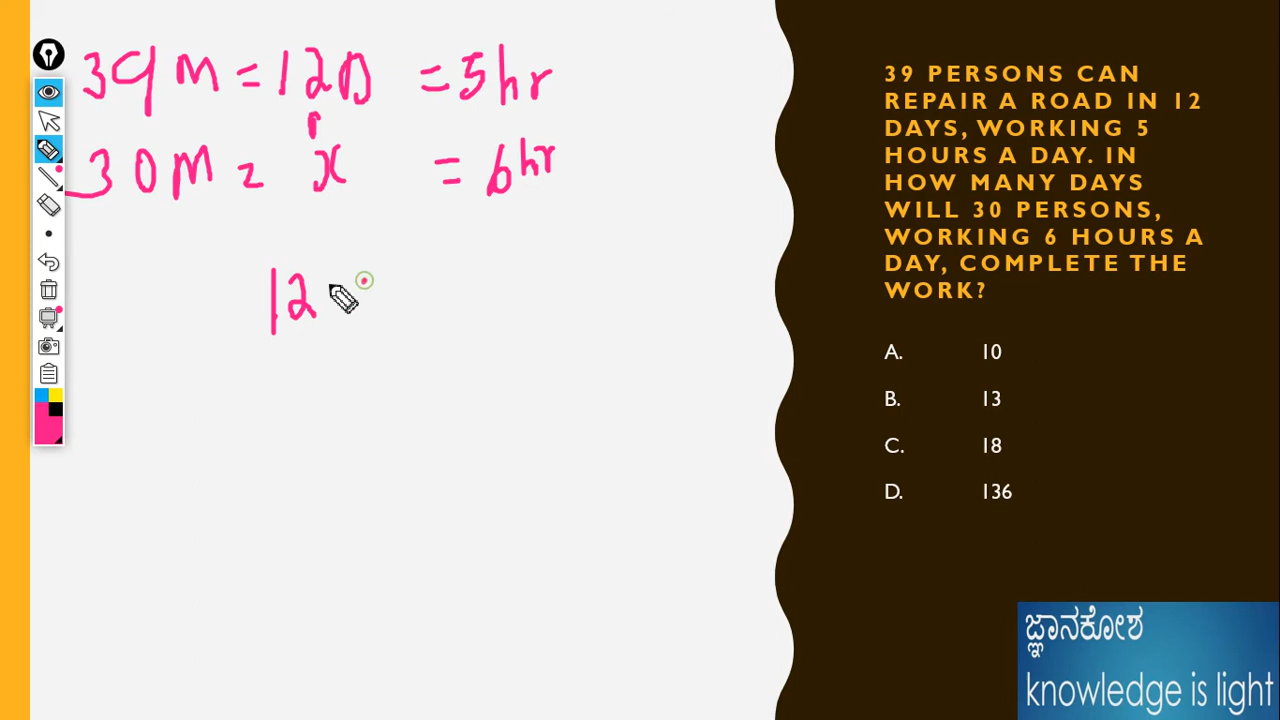 39 M = 12 D = 5 hr
30 M = x = 6 hr
12
39 PERSONS CAN
REPAIR A ROAD IN 12
DAYS, WORKING 5
HOURS A DAY. IN
HOW MANY DAYS
WILL 30 PERSONS,
WORKING 6 HOURS A
DAY, COMPLETE THE
WORK?
A. 10
B. 13
C. 18
D. 136
ಜ್ಞಾನಕೋಶ
knowledge is light